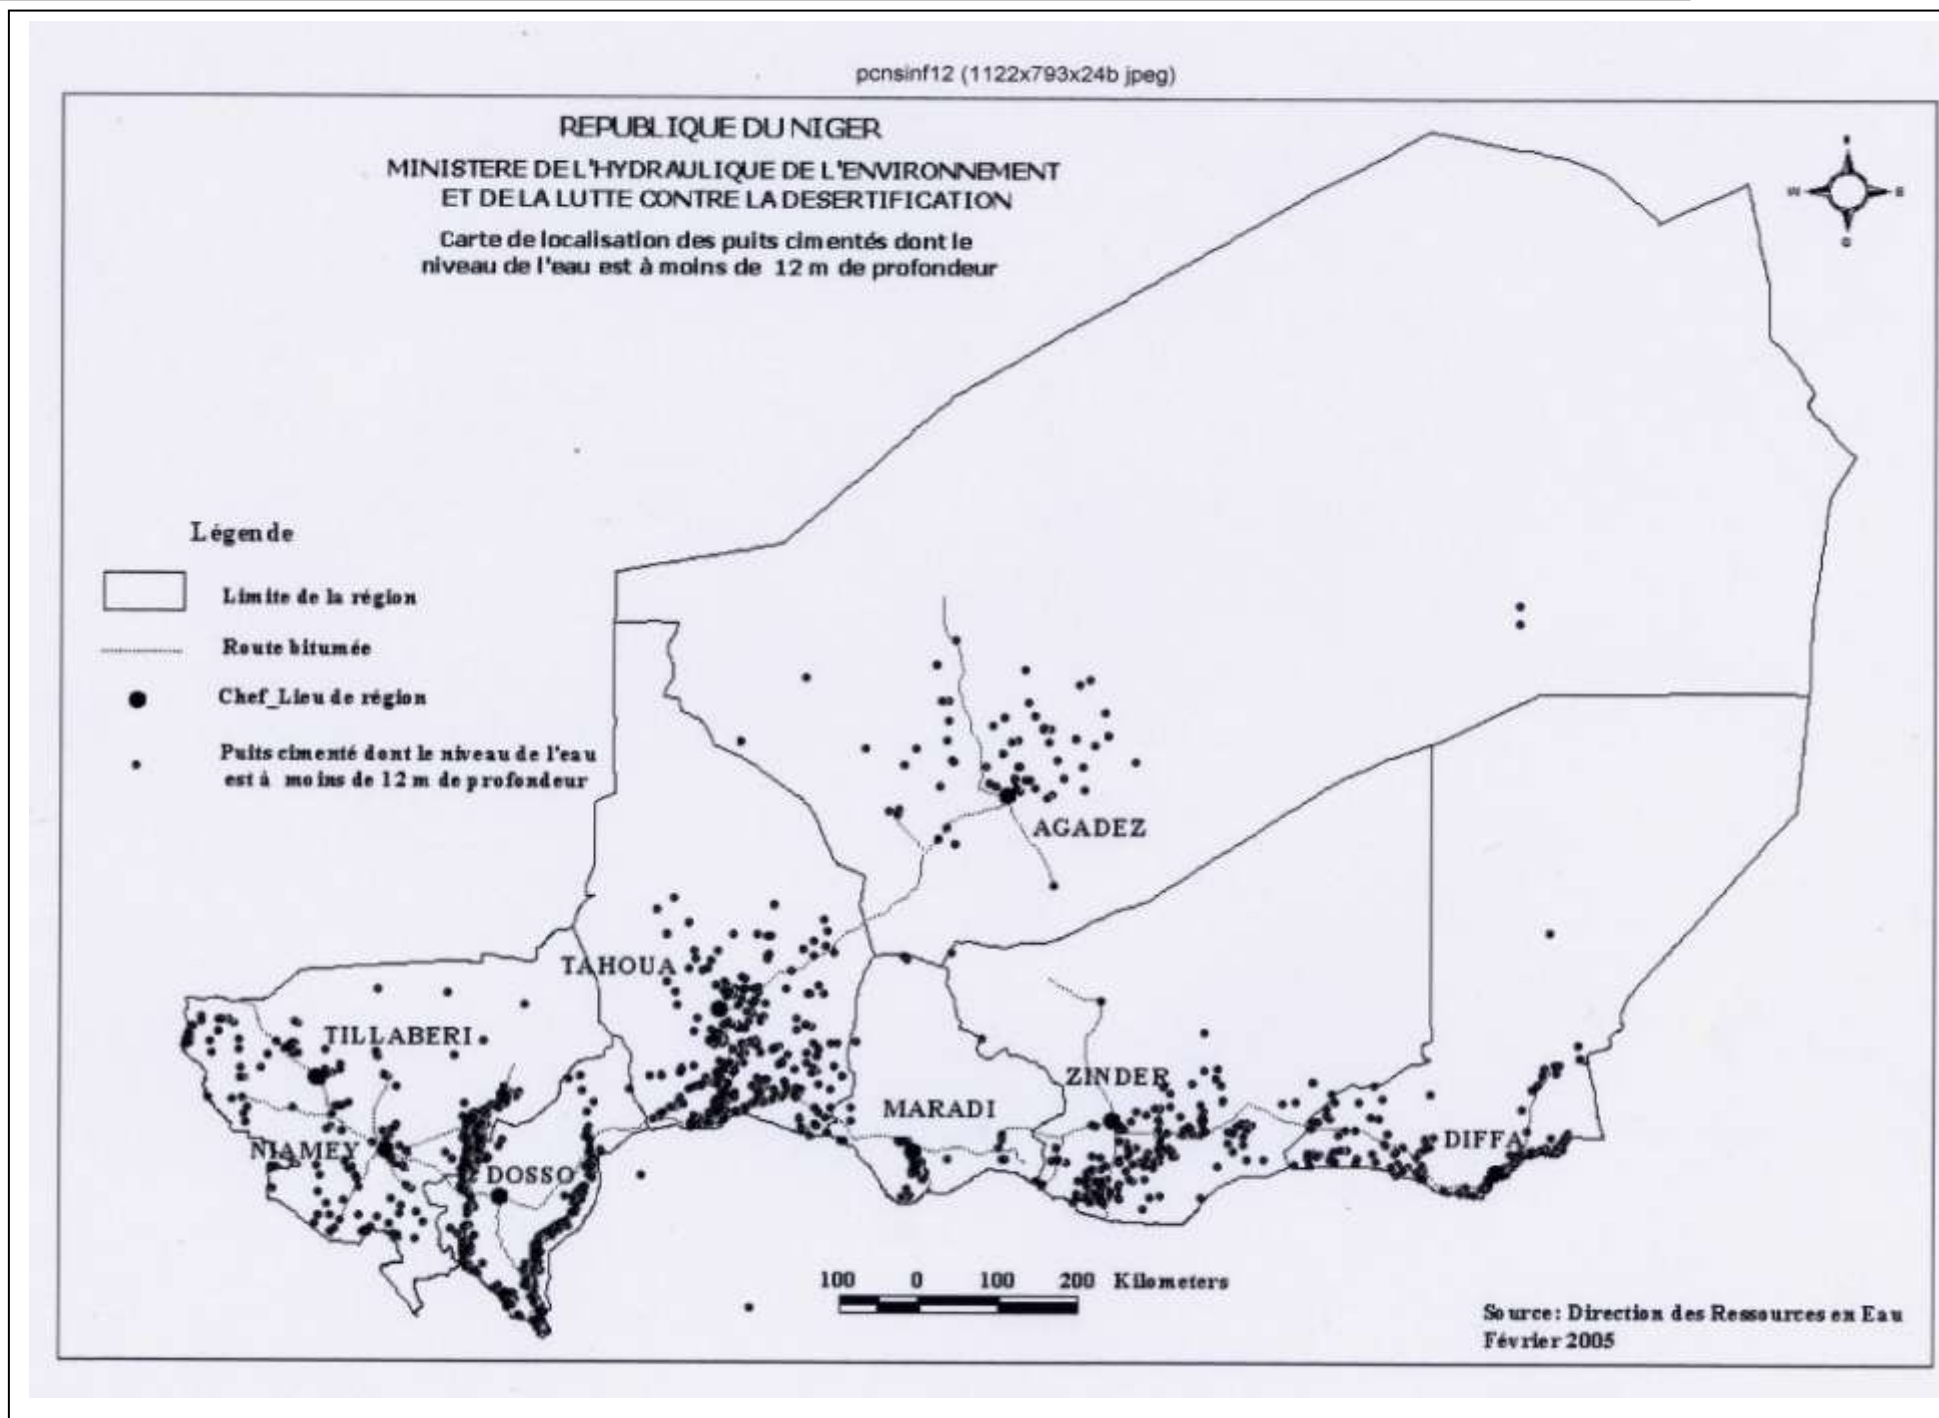 pcnsinf12 (1122x793x24b jpeg)
REPUBLIQUE DU NIGER
MINISTERE DE L'HYDRAULIQUE DE L'ENVIRONNEMENT
ET DE LA LUTTE CONTRE LA DESERTIFICATION
Carte de localisation des puits cimentés dont le
niveau de l'eau est à moins de 12 m de profondeur
Légende
Limite de la région
Route bitumée
Chef_Lieu de région
Puits cimenté dont le niveau de l'eau
est à moins de 12 m de profondeur
AGADEZ
TAHOUA
TILLABERI
ZINDER
MARADI
NIAMEY
DIFFA
DOSSO
100 0 100 200 Kilometers
Source: Direction des Ressources en Eau
Février 2005